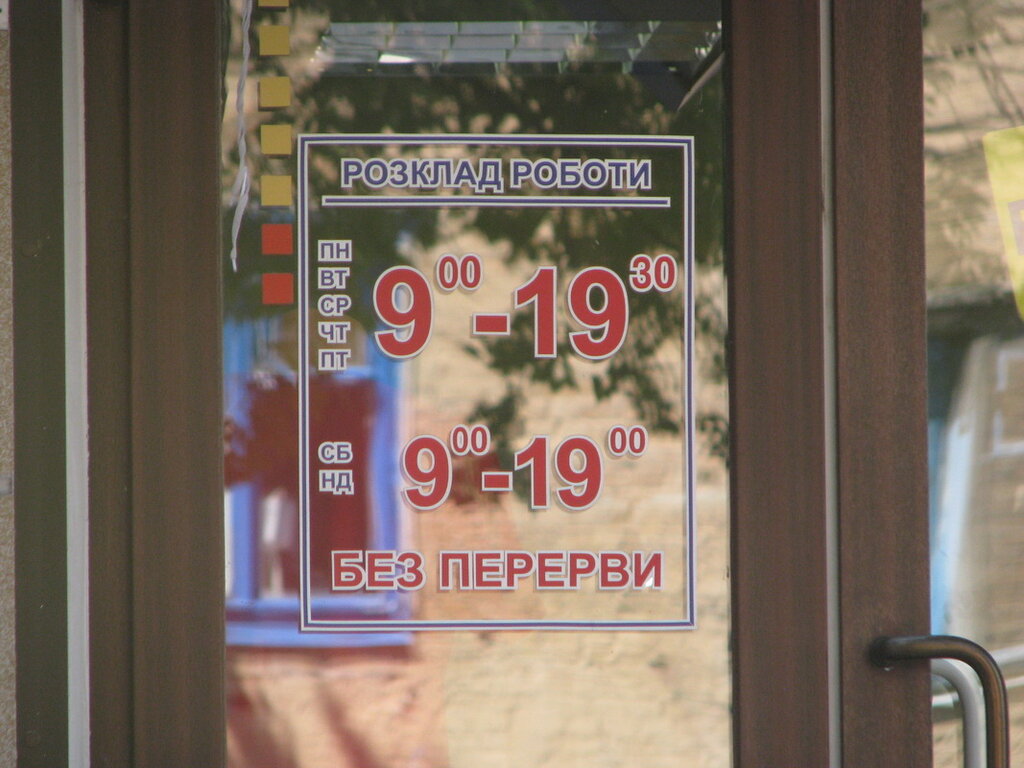 РОЗКЛАД РОБОТИ
ПН
ВТ
СР
ЧТ
ПТ
9⁰⁰-19³⁰
СБ
НД
9⁰⁰-19⁰⁰
БЕЗ ПЕРЕРВИ